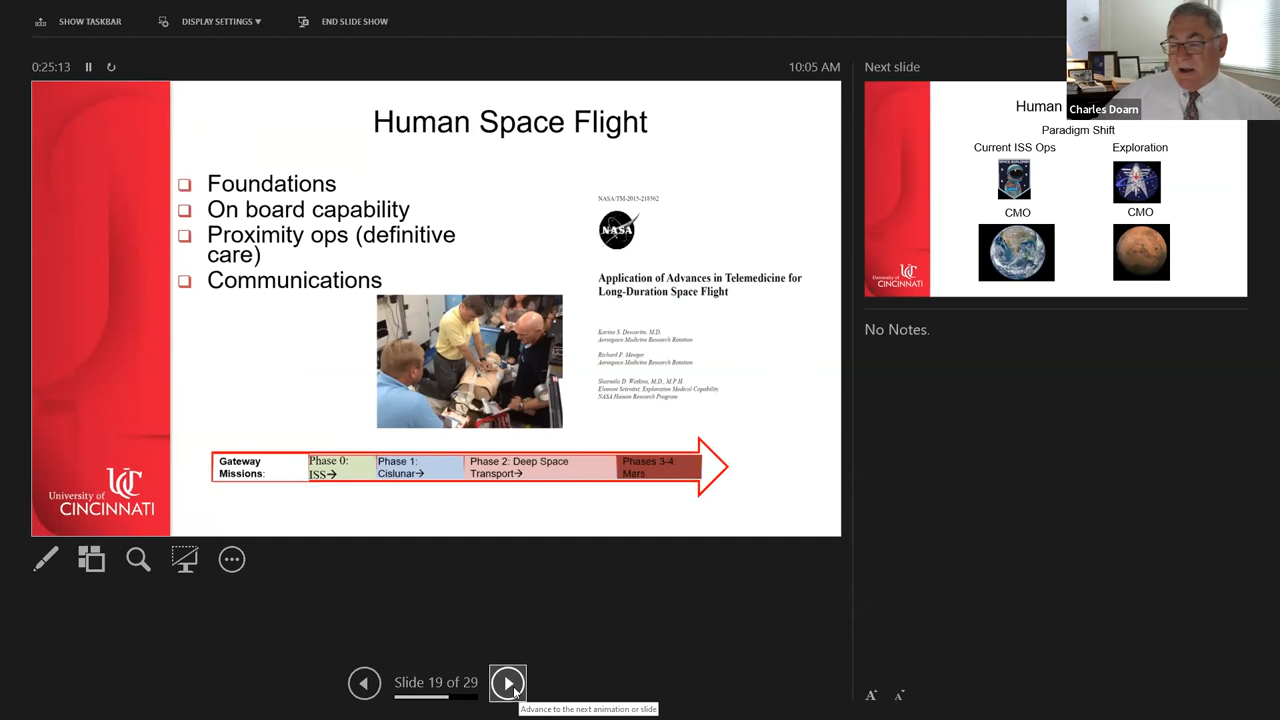 SHOW TASKBAR
DISPLAY SETTINGS ▾
END SLIDE SHOW
0:25:13
10:05 AM
Human Space Flight
Foundations
On board capability
Proximity ops (definitive
care)
Communications
NASA/TM-2015-218562
NASA
Application of Advances in Telemedicine for
Long-Duration Space Flight
Aerospace Medicine Research Rotation
Aerospace Medicine Research Rotation
Sharmila D. Watkins, M.D., M.P.H.
Element Scientist, Exploration Medical Capability
NASA Human Research Program
Gateway
Missions:
Phase 0:
ISS→
Phase 1:
Cislunar→
Phase 2: Deep Space
Transport→
Phases 3-4:
Mars
University of
CINCINNATI
Slide 19 of 29
Advance to the next animation or slide
Next slide
Charles Doarn
Human
Paradigm Shift
Current ISS Ops
Exploration
CMO
CMO
University of
CINCINNATI
No Notes.
A
A